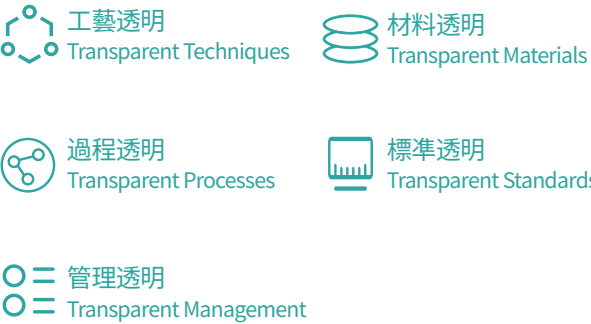 工藝透明
Transparent Techniques
材料透明
Transparent Materials
過程透明
Transparent Processes
標準透明
Transparent Standards
管理透明
Transparent Management